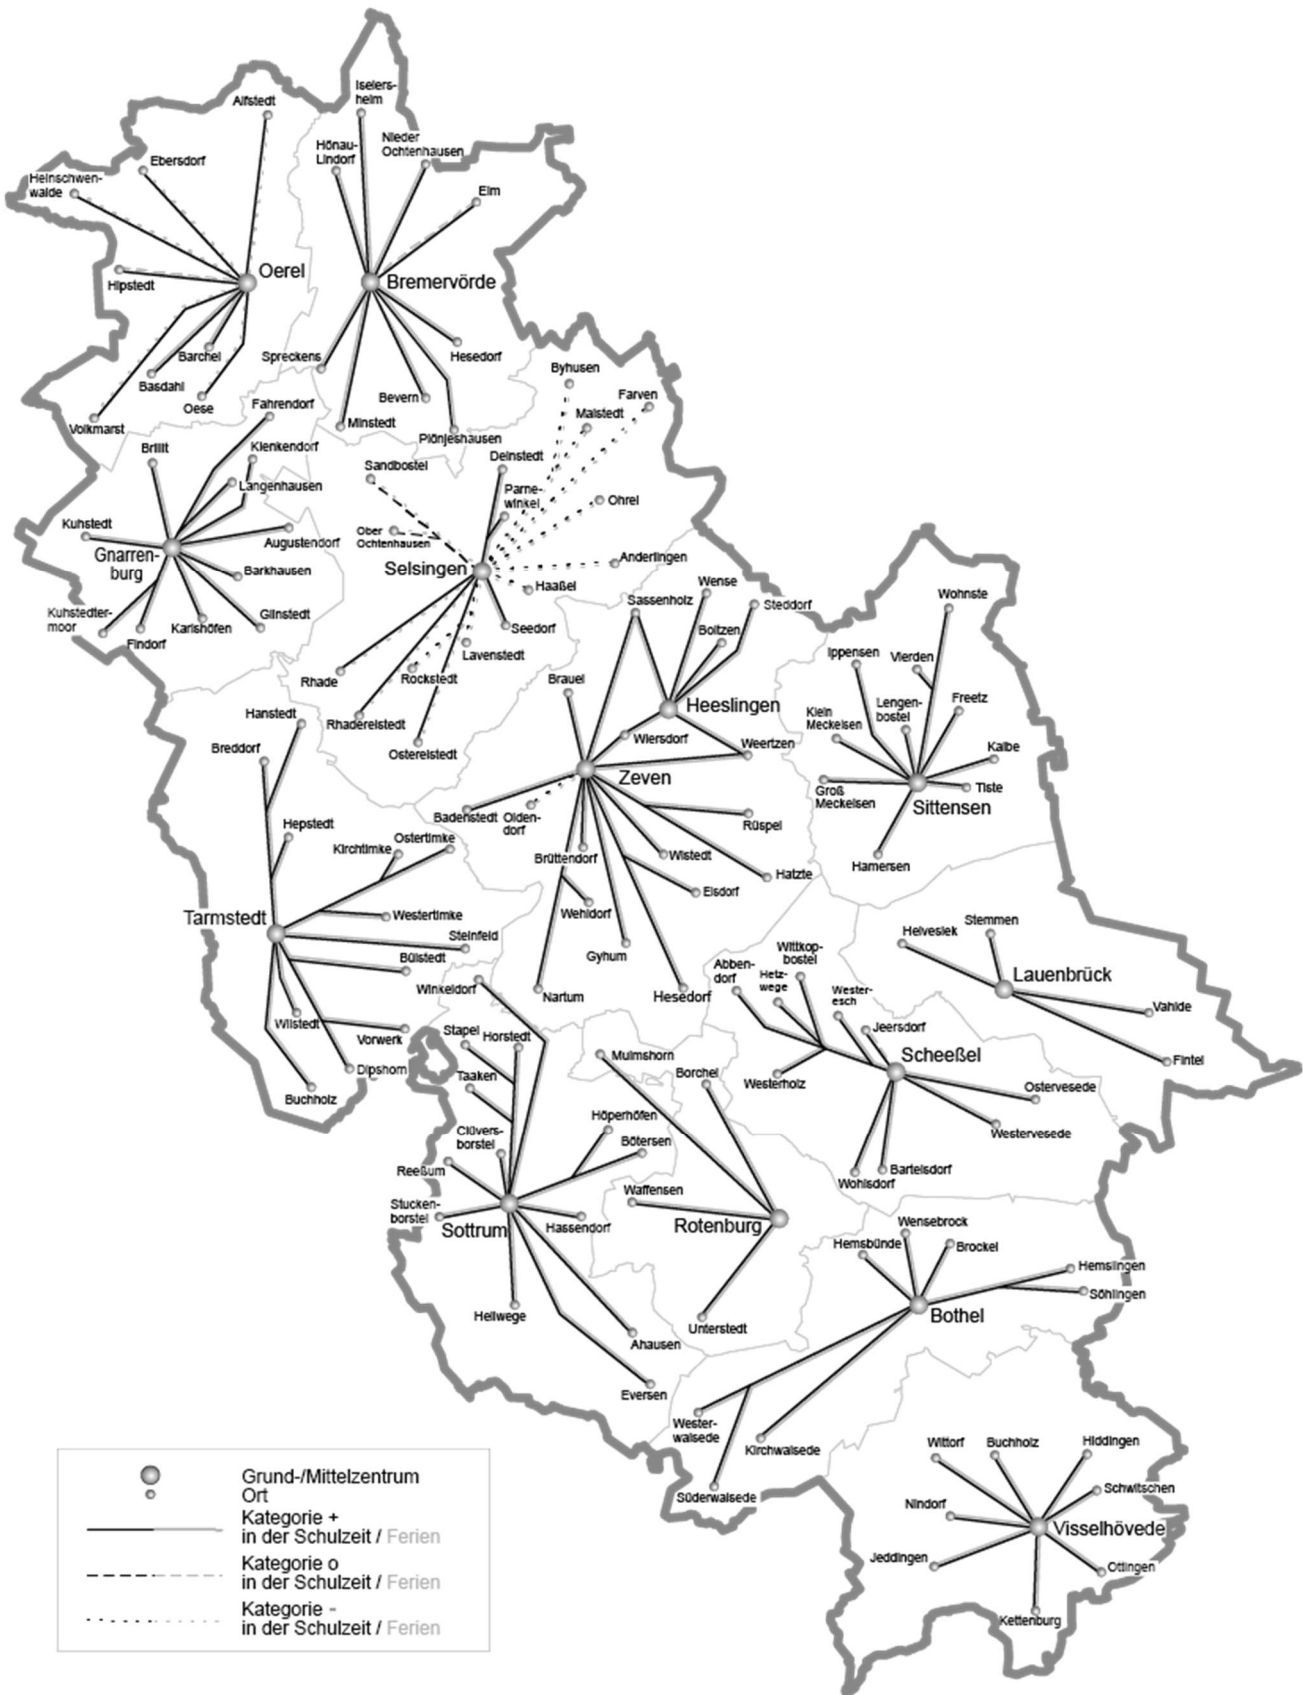 Iselers-
heim
Alfstedt
Hönau-
Lindorf
Nieder
Ochtenhausen
Ebersdorf
Heinschwen-
walde
Elm
Oerel
Bremervörde
Hipstedt
Barchel
Spreckens
Hesedorf
Basdahl
Oese
Volkmarst
Bevern
Minstedt
Plönjeshausen
Byhusen
Farven
Malstedt
Fahrendorf
Brillit
Klenkendorf
Langenhausen
Sandbostel
Deinstedt
Parne-
winkel
Ohrel
Kuhstedt
Gnarren-
burg
Augustendorf
Ober
Ochtenhausen
Barkhausen
Selsingen
Anderlingen
Haaßel
Kuhstedter-
moor
Findorf
Karlshöfen
Glinstedt
Seedorf
Lavenstedt
Rhade
Rockstedt
Rhadereistedt
Ostereistedt
Sassenholz
Wense
Steddorf
Boitzen
Brauel
Heeslingen
Wiersdorf
Weertzen
Zeven
Wohnste
Ippensen
Vierden
Klein
Meckelsen
Lengen-
bostel
Freetz
Kalbe
Groß
Meckelsen
Tiste
Sittensen
Hamersen
Hanstedt
Breddorf
Badenstedt
Olden-
dorf
Rüspel
Hepstedt
Kirchtimke
Ostertimke
Brüttendorf
Wistedt
Hatzte
Elsdorf
Tarmstedt
Westertimke
Wehldorf
Steinfeld
Bülstedt
Gyhum
Winkeldorf
Nartum
Hesedorf
Wilstedt
Vorwerk
Dipshorn
Buchholz
Helvesiek
Stemmen
Lauenbrück
Vahlde
Fintel
Abben-
dorf
Hetz-
wege
Wittkop-
bostel
Wester-
esch
Jeersdorf
Scheeßel
Westerholz
Ostervesede
Westervesede
Bartelsdorf
Wohlsdorf
Stapel
Horstedt
Taaken
Mulmshorn
Borchel
Clüvers-
borstel
Höperhöfen
Bötersen
Reeßum
Stucken-
borstel
Sottrum
Hassendorf
Waffensen
Rotenburg
Hellwege
Ahausen
Unterstedt
Eversen
Wensebrock
Hemsbünde
Brockel
Hemslingen
Söhlingen
Bothel
Wester-
walsede
Kirchwalsede
Süderwalsede
Wittorf
Buchholz
Hiddingen
Schwitschen
Nindorf
Visselhövede
Jeddingen
Ottingen
Kettenburg
Grund-/Mittelzentrum
Ort
Kategorie +
in der Schulzeit / Ferien
Kategorie o
in der Schulzeit / Ferien
Kategorie -
in der Schulzeit / Ferien